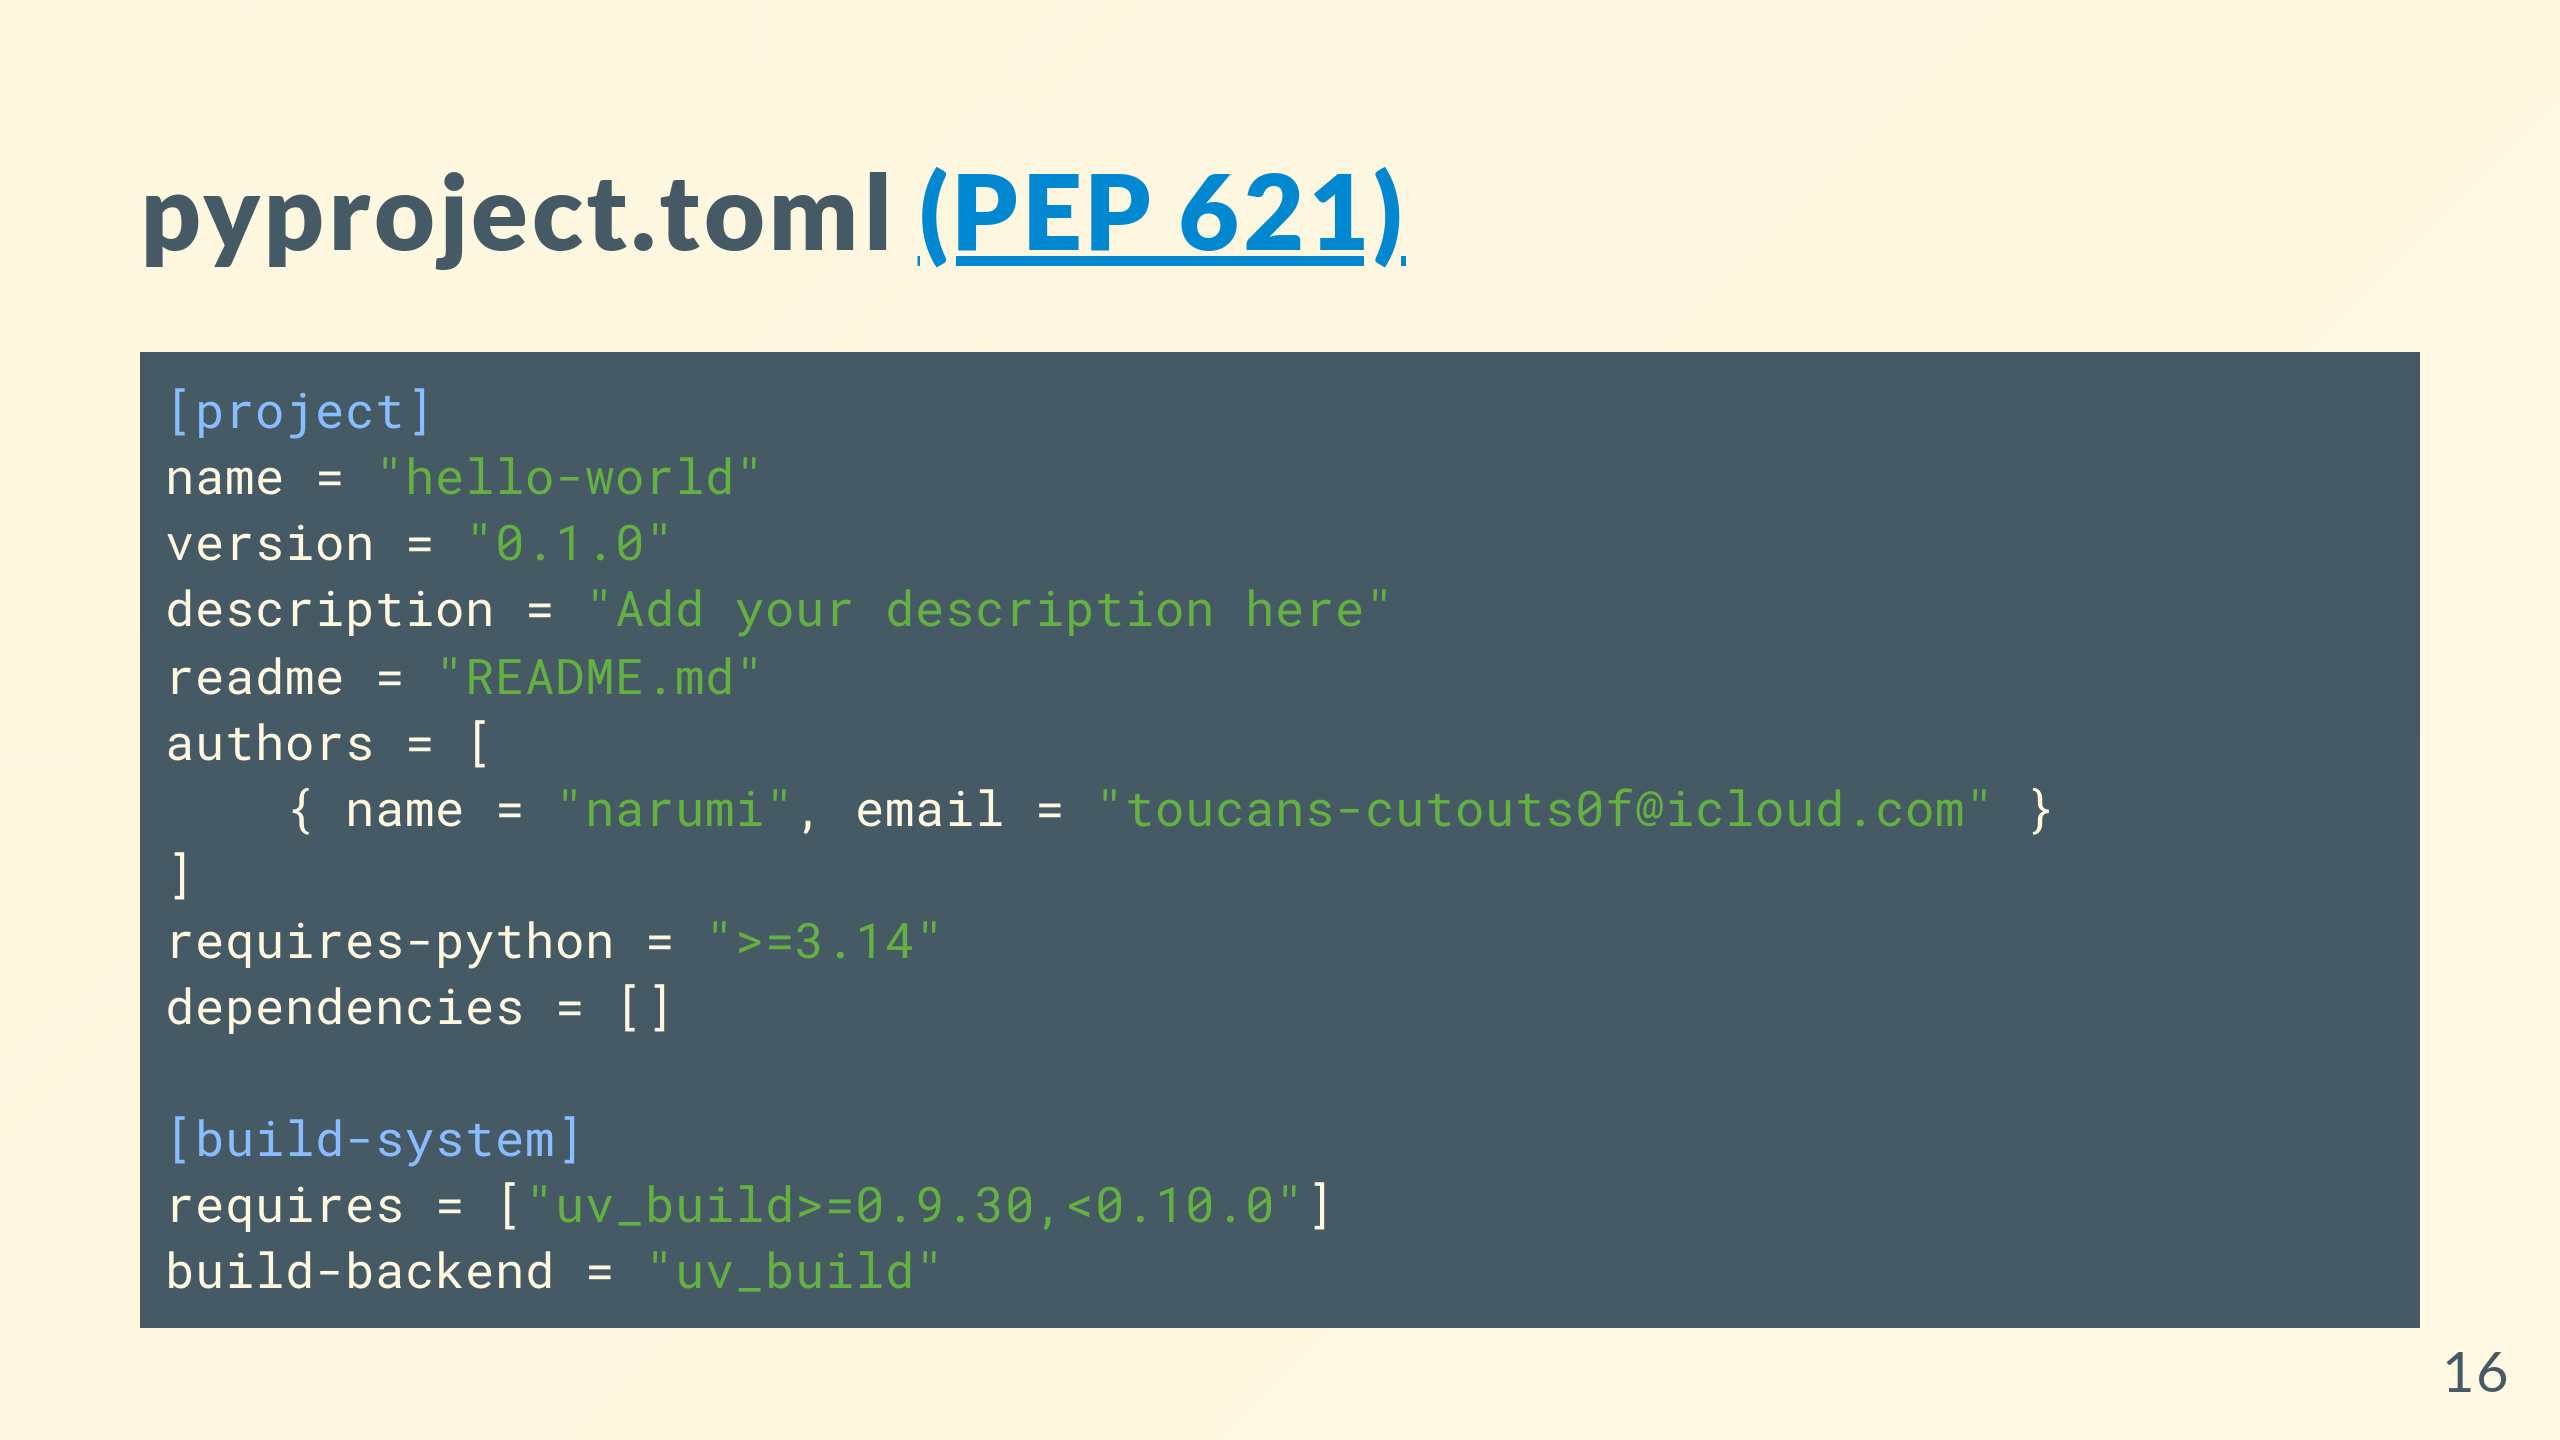 pyproject.toml (PEP 621)
[project]
name = "hello-world"
version = "0.1.0"
description = "Add your description here"
readme = "README.md"
authors = [
    { name = "narumi", email = "toucans-cutouts0f@icloud.com" }
]
requires-python = ">=3.14"
dependencies = []

[build-system]
requires = ["uv_build>=0.9.30,<0.10.0"]
build-backend = "uv_build"
16